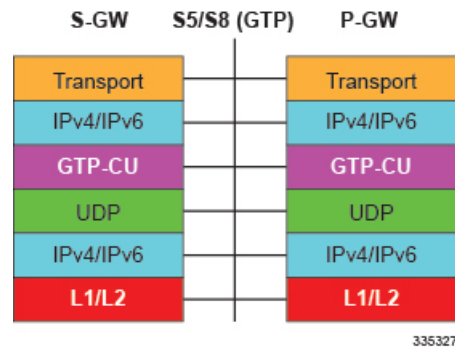 S-GW S5/S8 (GTP) P-GW
Transport Transport
IPv4/IPv6 IPv4/IPv6
GTP-CU GTP-CU
UDP UDP
IPv4/IPv6 IPv4/IPv6
L1/L2 L1/L2
335327